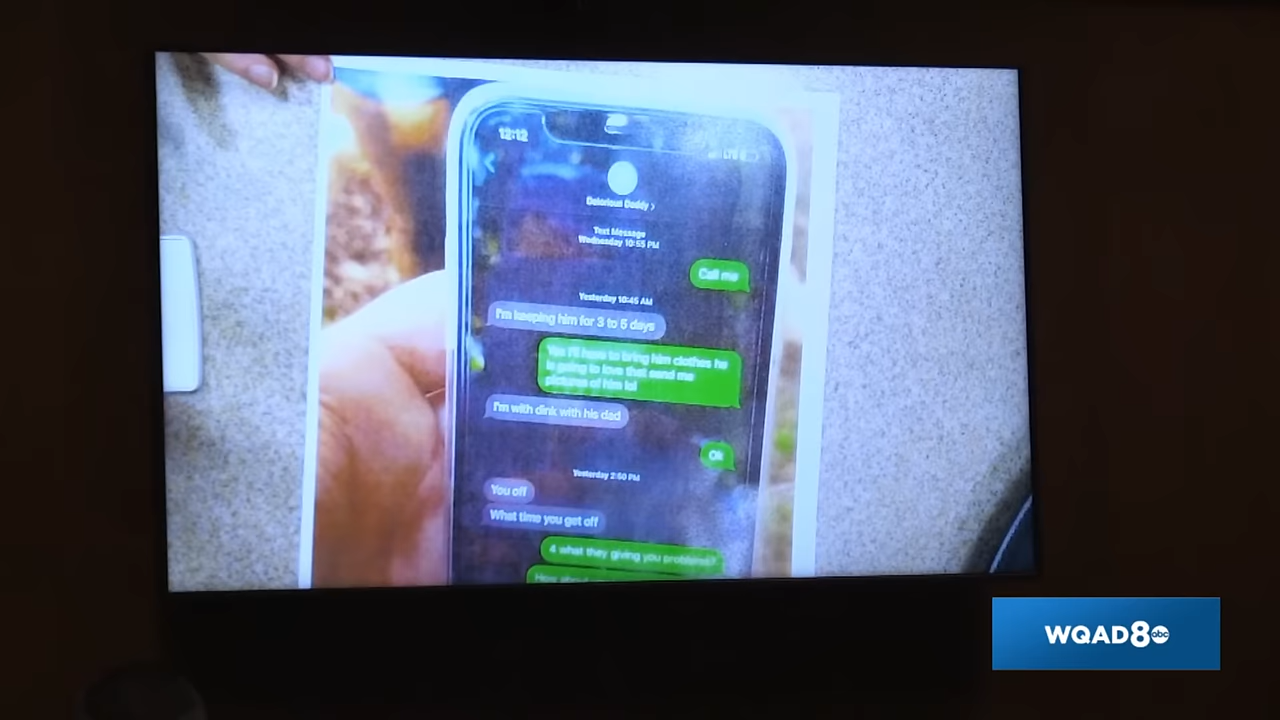 12:12
LTE
Delorious Daddy >
Text Message
Wednesday 10:55 PM
Call me
Yesterday 10:45 AM
I'm keeping him for 3 to 5 days
Yes I'll have to bring him clothes he
is going to love that send me
pictures of him lol
I'm with dink with his dad
Ok
Yesterday 2:50 PM
You off
What time you get off
4 what they giving you problems?
How
WQAD8 abc